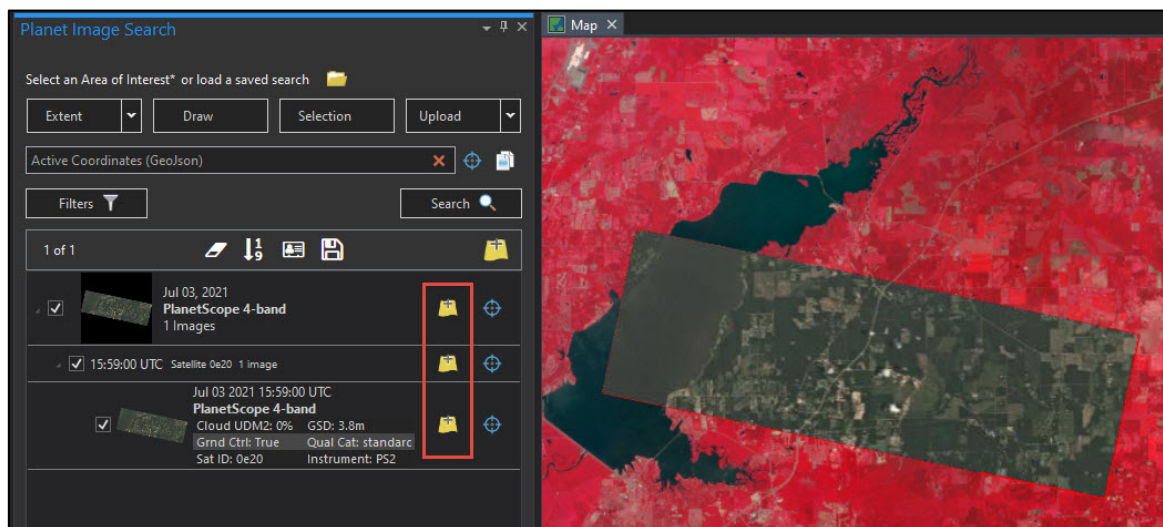 Planet Image Search
Map
Select an Area of Interest* or load a saved search
Extent Draw Selection Upload
Active Coordinates (GeoJson)
Filters Search
1 of 1
Jul 03, 2021
PlanetScope 4-band
1 Images
15:59:00 UTC Satellite 0e20 1 image
Jul 03 2021 15:59:00 UTC
PlanetScope 4-band
Cloud UDM2: 0% GSD: 3.8m
Grnd Ctrl: True Qual Cat: standarc
Sat ID: 0e20 Instrument: PS2